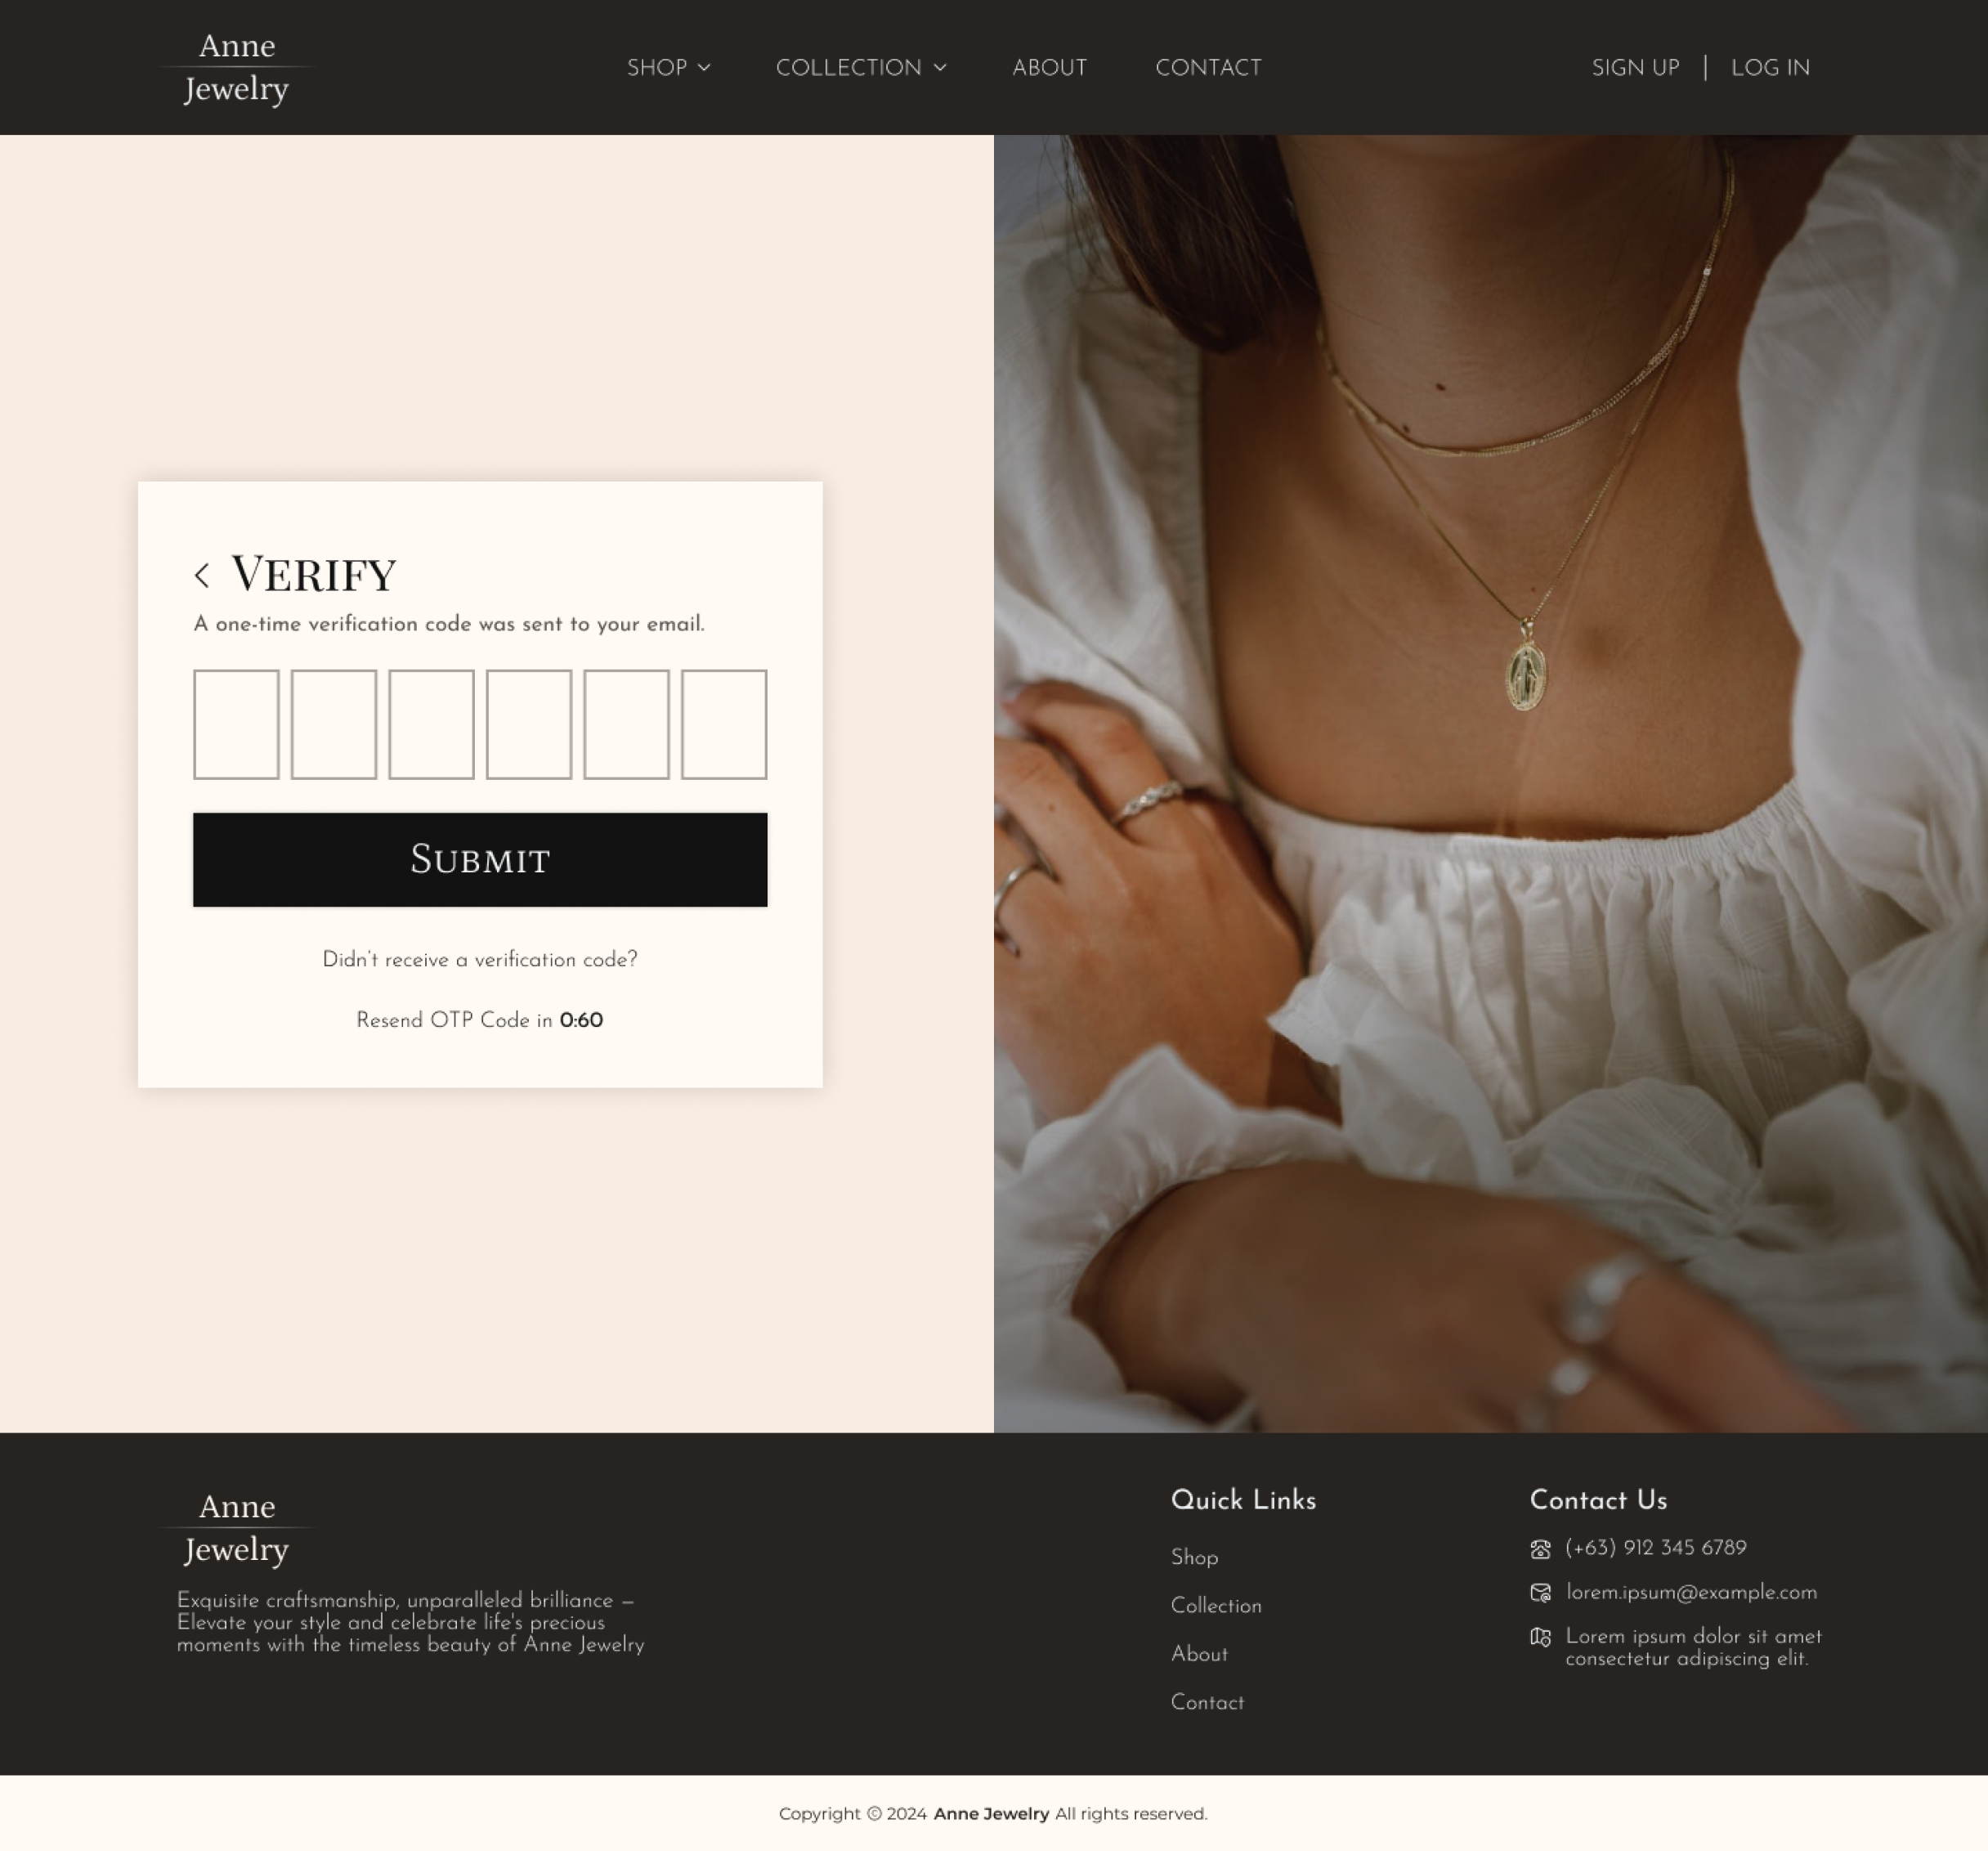 Anne
Jewelry
SHOP
COLLECTION
ABOUT
CONTACT
SIGN UP | LOG IN
VERIFY
A one-time verification code was sent to your email.
SUBMIT
Didn't receive a verification code?
Resend OTP Code in 0:60
Anne
Jewelry
Exquisite craftsmanship, unparalleled brilliance –
Elevate your style and celebrate life's precious
moments with the timeless beauty of Anne Jewelry
Quick Links
Shop
Collection
About
Contact
Contact Us
(+63) 912 345 6789
lorem.ipsum@example.com
Lorem ipsum dolor sit amet
consectetur adipiscing elit.
Copyright © 2024 Anne Jewelry All rights reserved.